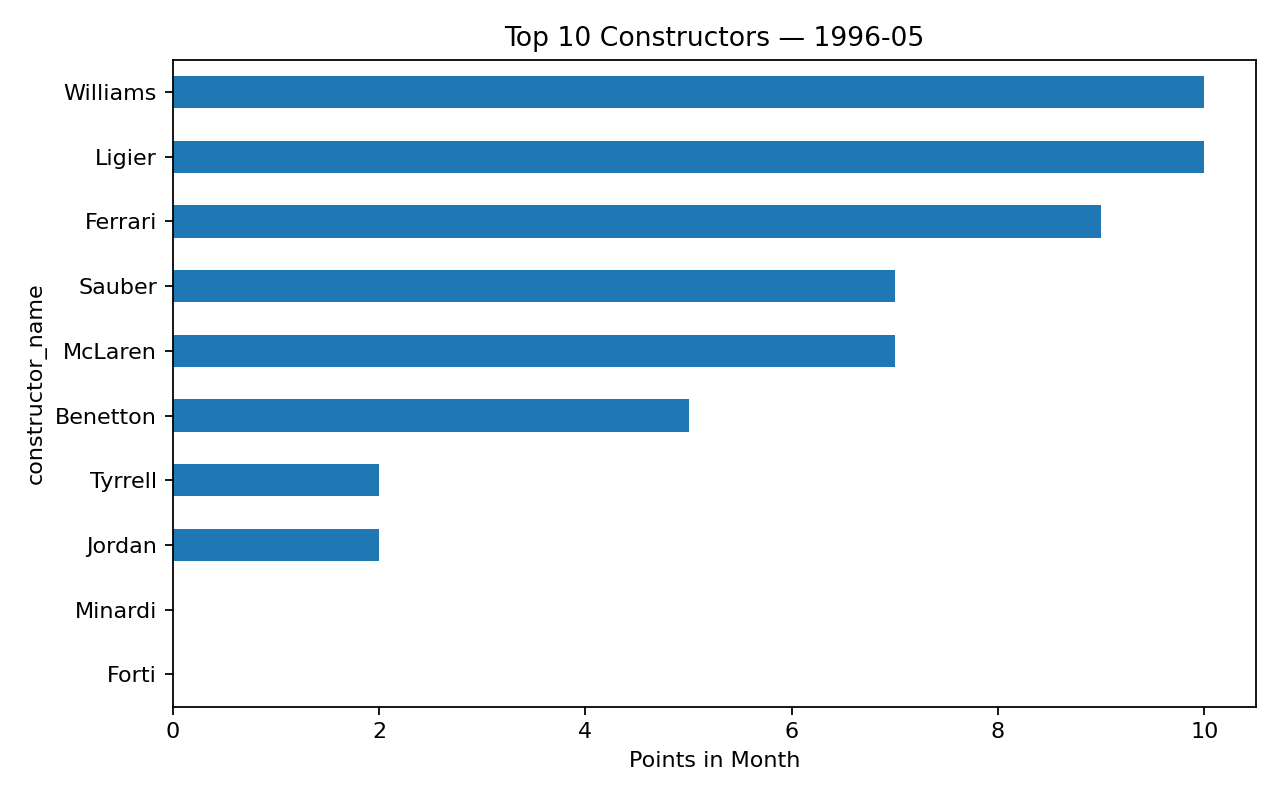 Top 10 Constructors — 1996-05
Williams
Ligier
Ferrari
Sauber
McLaren
Benetton
Tyrrell
Jordan
Minardi
Forti
constructor_name
0 2 4 6 8 10
Points in Month